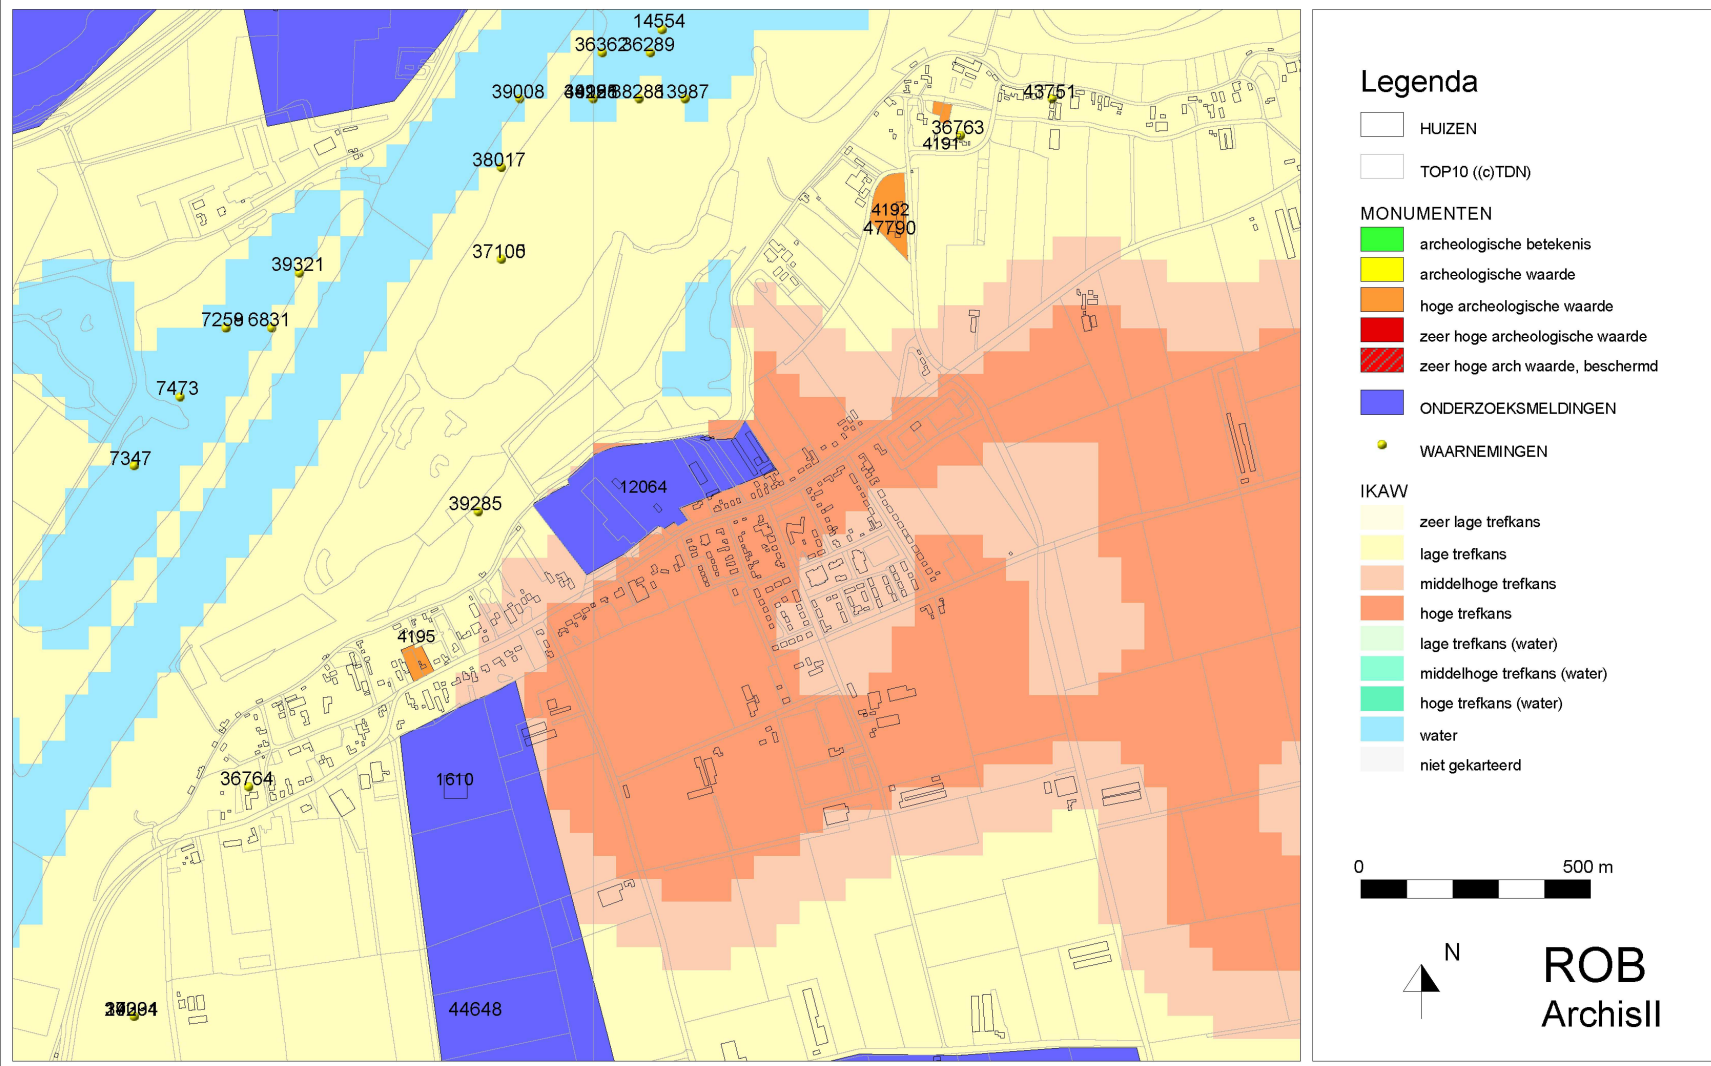 14554
36362 36289
39008
38288 13987
43751
36763
4191
38017
4192
47790
37106
39321
7259 6831
7473
7347
39285
12064
4195
36764
1610
44648
Legenda
HUIZEN
TOP10 ((c)TDN)
MONUMENTEN
archeologische betekenis
archeologische waarde
hoge archeologische waarde
zeer hoge archeologische waarde
zeer hoge arch waarde, beschermd
ONDERZOEKSMELDINGEN
WAARNEMINGEN
IKAW
zeer lage trefkans
lage trefkans
middelhoge trefkans
hoge trefkans
lage trefkans (water)
middelhoge trefkans (water)
hoge trefkans (water)
water
niet gekarteerd
0 500 m
N
ROB
ArchisII